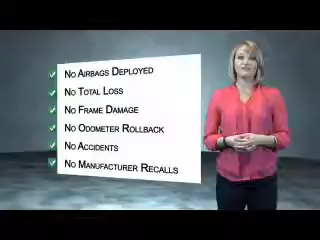 No Airbags Deployed
No Total Loss
No Frame Damage
No Odometer Rollback
No Accidents
No Manufacturer Recalls